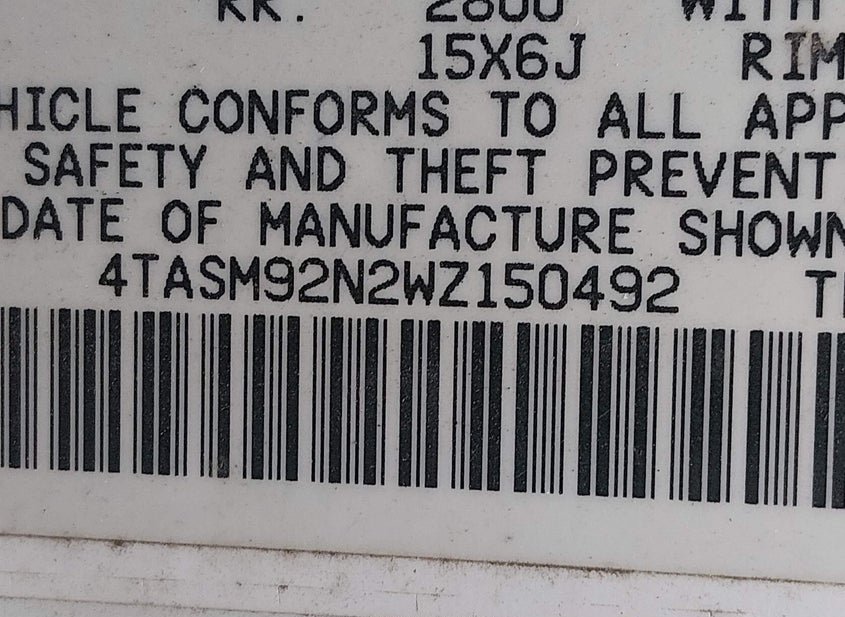 RR. 2800 WITH
15X6J RIM
HICLE CONFORMS TO ALL APP
SAFETY AND THEFT PREVENT
DATE OF MANUFACTURE SHOWN
4TASM92N2WZ150492